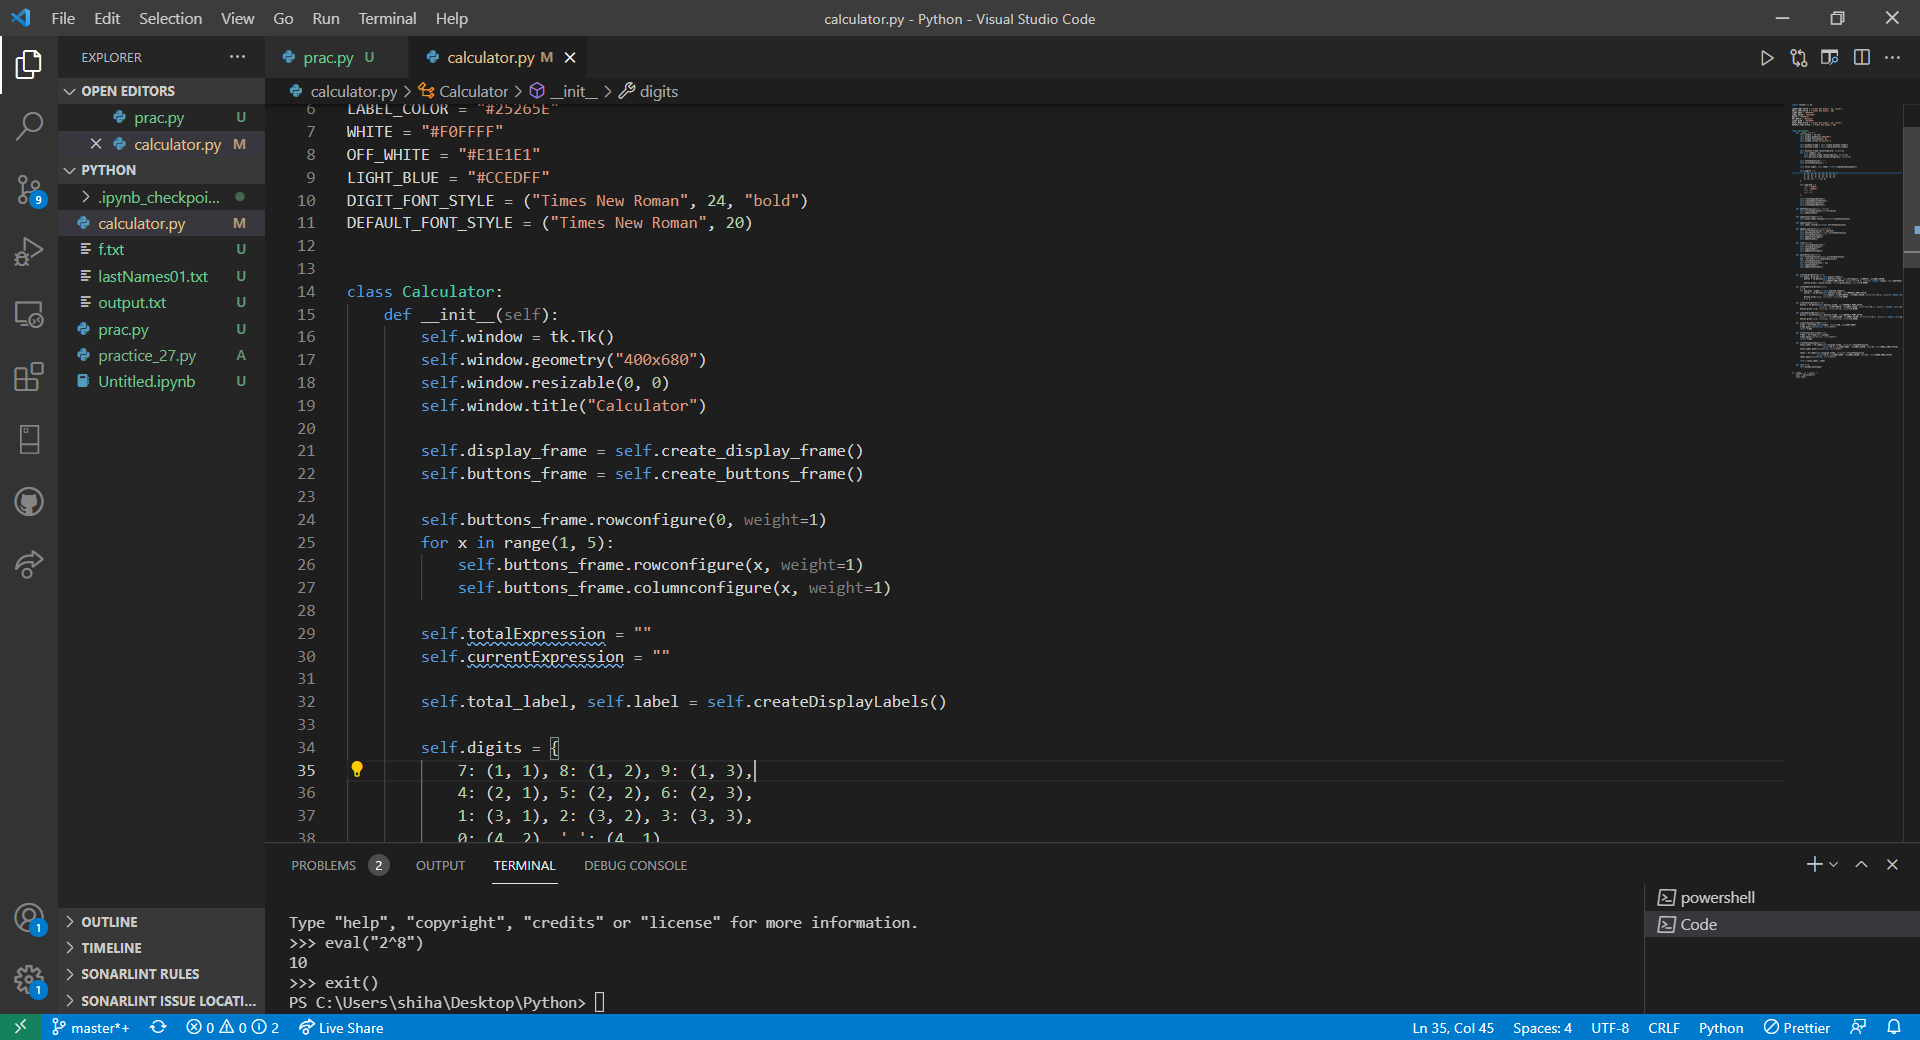 File Edit Selection View Go Run Terminal Help
calculator.py - Python - Visual Studio Code
EXPLORER
OPEN EDITORS
prac.py U
calculator.py M
PYTHON
.ipynb_checkpoi...
calculator.py M
f.txt U
lastNames01.txt U
output.txt U
prac.py U
practice_27.py A
Untitled.ipynb U
OUTLINE
TIMELINE
SONARLINT RULES
SONARLINT ISSUE LOCATI...
9
1
1
prac.py U
calculator.py M
calculator.py > Calculator > __init__ > digits
6 LABEL_COLOR = "#25265E"
7 WHITE = "#F0FFFF"
8 OFF_WHITE = "#E1E1E1"
9 LIGHT_BLUE = "#CCEDFF"
10 DIGIT_FONT_STYLE = ("Times New Roman", 24, "bold")
11 DEFAULT_FONT_STYLE = ("Times New Roman", 20)
12
13
14 class Calculator:
15 def __init__(self):
16 self.window = tk.Tk()
17 self.window.geometry("400x680")
18 self.window.resizable(0, 0)
19 self.window.title("Calculator")
20
21 self.display_frame = self.create_display_frame()
22 self.buttons_frame = self.create_buttons_frame()
23
24 self.buttons_frame.rowconfigure(0, weight=1)
25 for x in range(1, 5):
26 self.buttons_frame.rowconfigure(x, weight=1)
27 self.buttons_frame.columnconfigure(x, weight=1)
28
29 self.totalExpression = ""
30 self.currentExpression = ""
31
32 self.total_label, self.label = self.createDisplayLabels()
33
34 self.digits = {
35 7: (1, 1), 8: (1, 2), 9: (1, 3),
36 4: (2, 1), 5: (2, 2), 6: (2, 3),
37 1: (3, 1), 2: (3, 2), 3: (3, 3),
38 0: (4, 2), '.': (4, 1)
PROBLEMS 2 OUTPUT TERMINAL DEBUG CONSOLE
Type "help", "copyright", "credits" or "license" for more information.
>>> eval("2^8")
10
>>> exit()
PS C:\Users\shiha\Desktop\Python>
powershell
Code
master*+ 0 0 2 Live Share
Ln 35, Col 45 Spaces: 4 UTF-8 CRLF Python Prettier